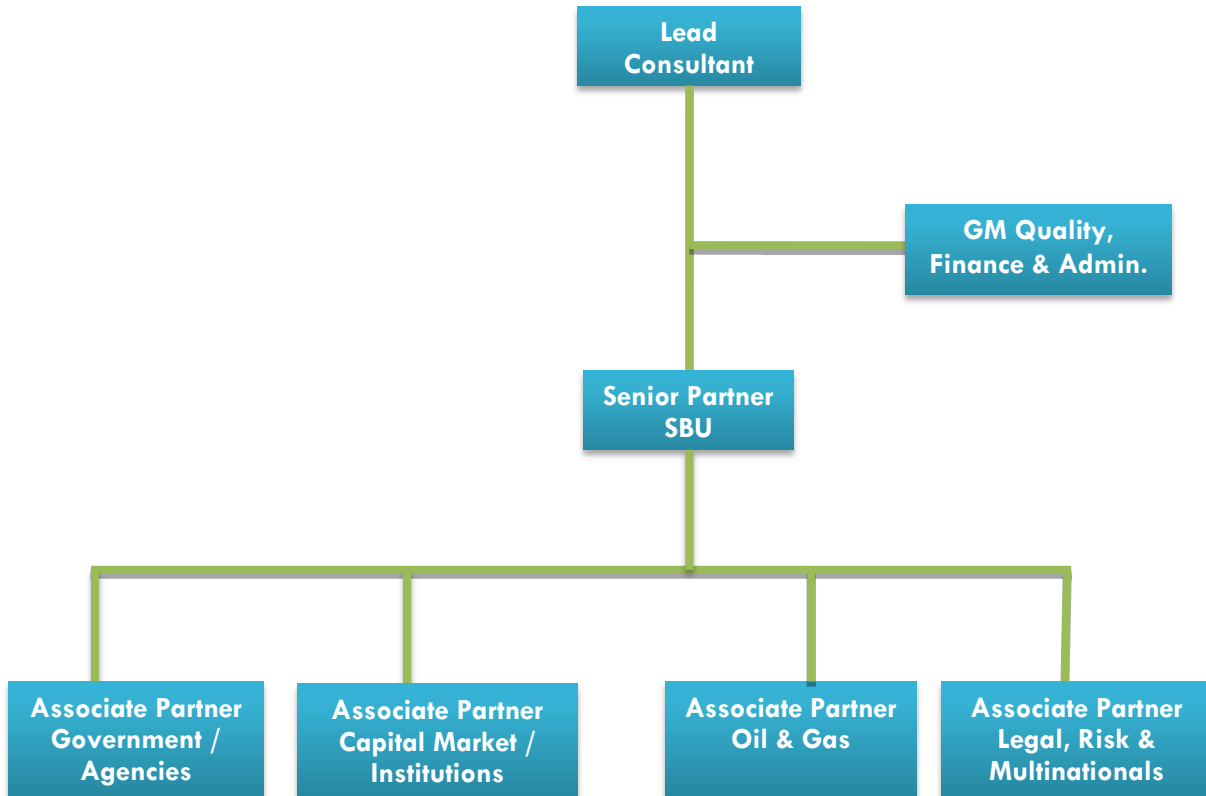 Lead
Consultant
GM Quality,
Finance & Admin.
Senior Partner
SBU
Associate Partner
Government /
Agencies
Associate Partner
Capital Market /
Institutions
Associate Partner
Oil & Gas
Associate Partner
Legal, Risk &
Multinationals